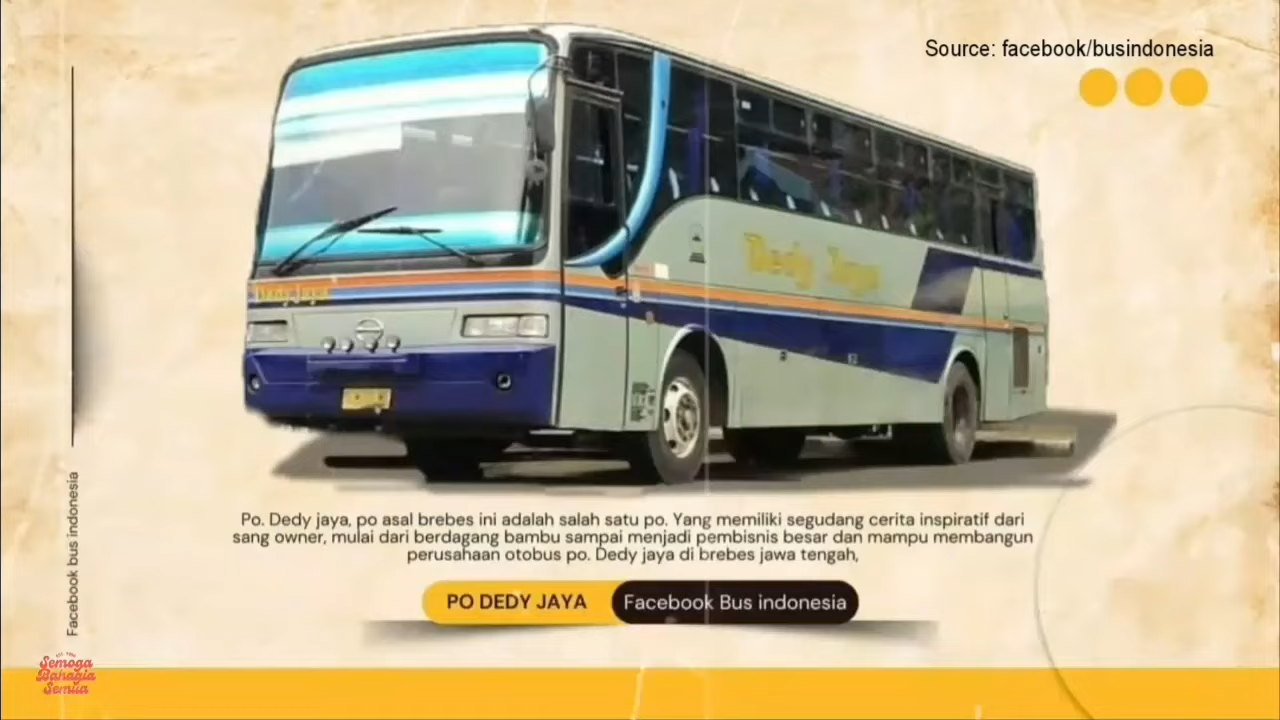 Source: facebook/busindonesia
Dedy Jaya
Dedy Jaya
Po. Dedy jaya, po asal brebes ini adalah salah satu po. Yang memiliki segudang cerita inspiratif dari
sang owner, mulai dari berdagang bambu sampai menjadi pembisnis besar dan mampu membangun
perusahaan otobus po. Dedy jaya di brebes jawa tengah,
PO DEDY JAYA
Facebook Bus indonesia
Facebook bus indonesia
Semoga
Bahagia
Semua